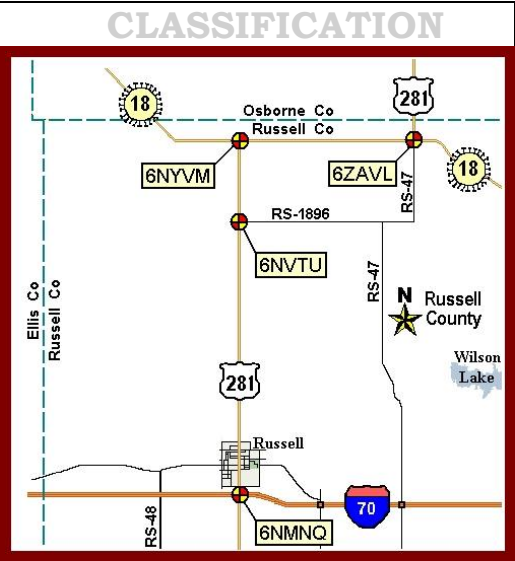 CLASSIFICATION
18
281
Osborne Co
Russell Co
6NYVM
6ZAVL
18
RS-47
RS-1896
6NVTU
RS-47
Ellis Co
Russell Co
N
Russell
County
Wilson
Lake
281
Russell
70
RS-48
6NMNQ